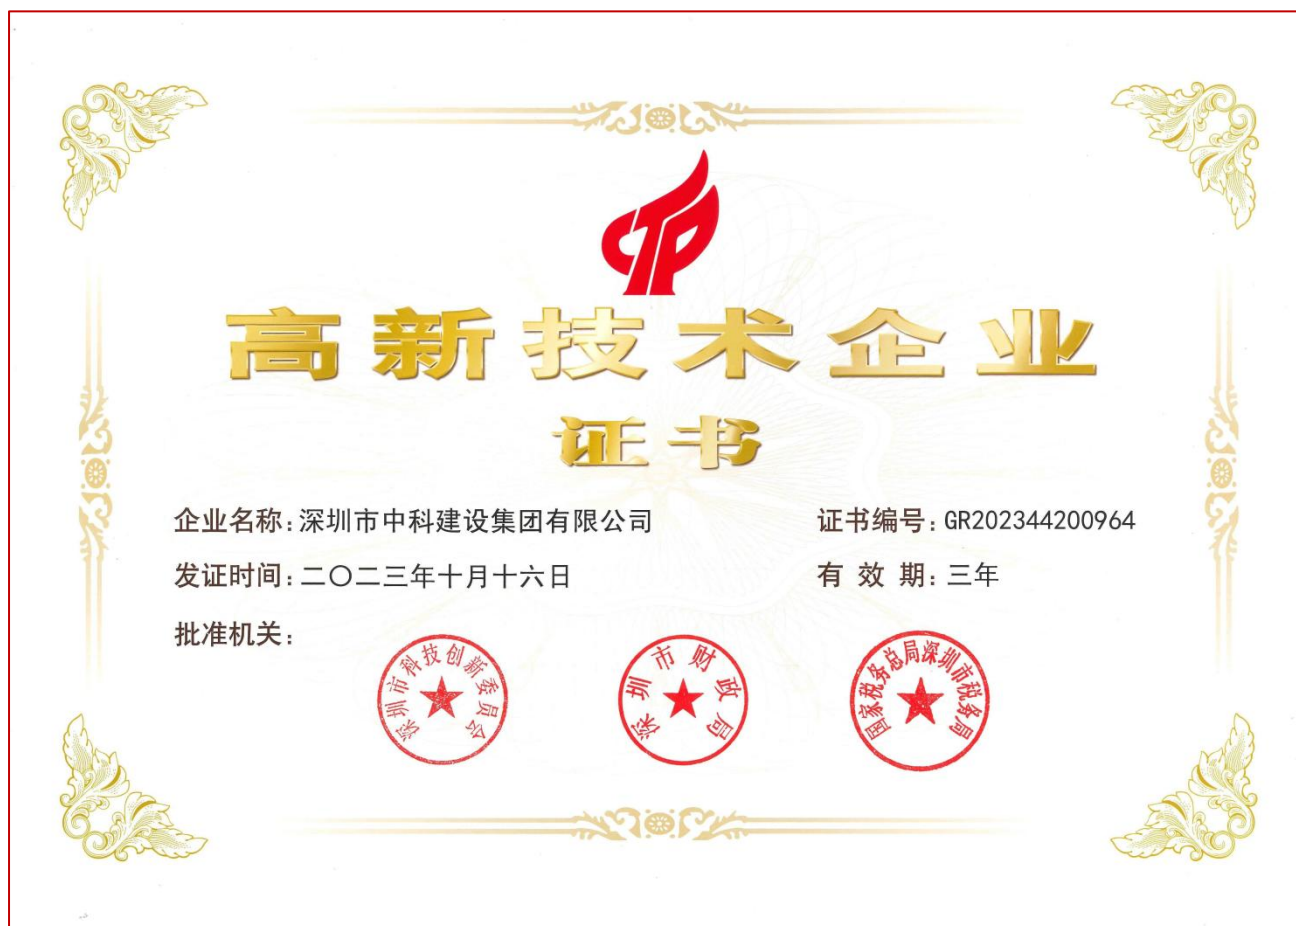 高新技术企业
证书
企业名称:深圳市中科建设集团有限公司
证书编号:GR202344200964
发证时间:二〇二三年十月十六日
有效期:三年
批准机关:
深圳市科技创新委员会
深圳市财政局
国家税务总局深圳市税务局